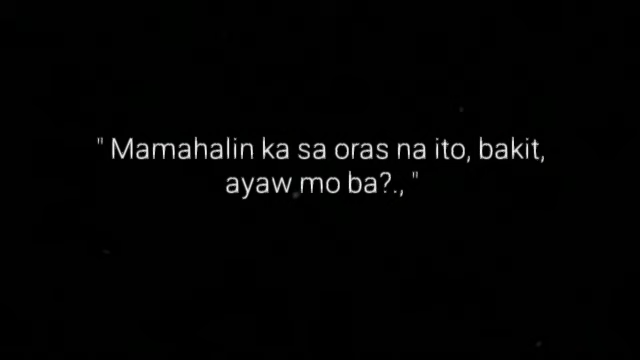 " Mamahalin ka sa oras na ito, bakit,
ayaw mo ba?., "